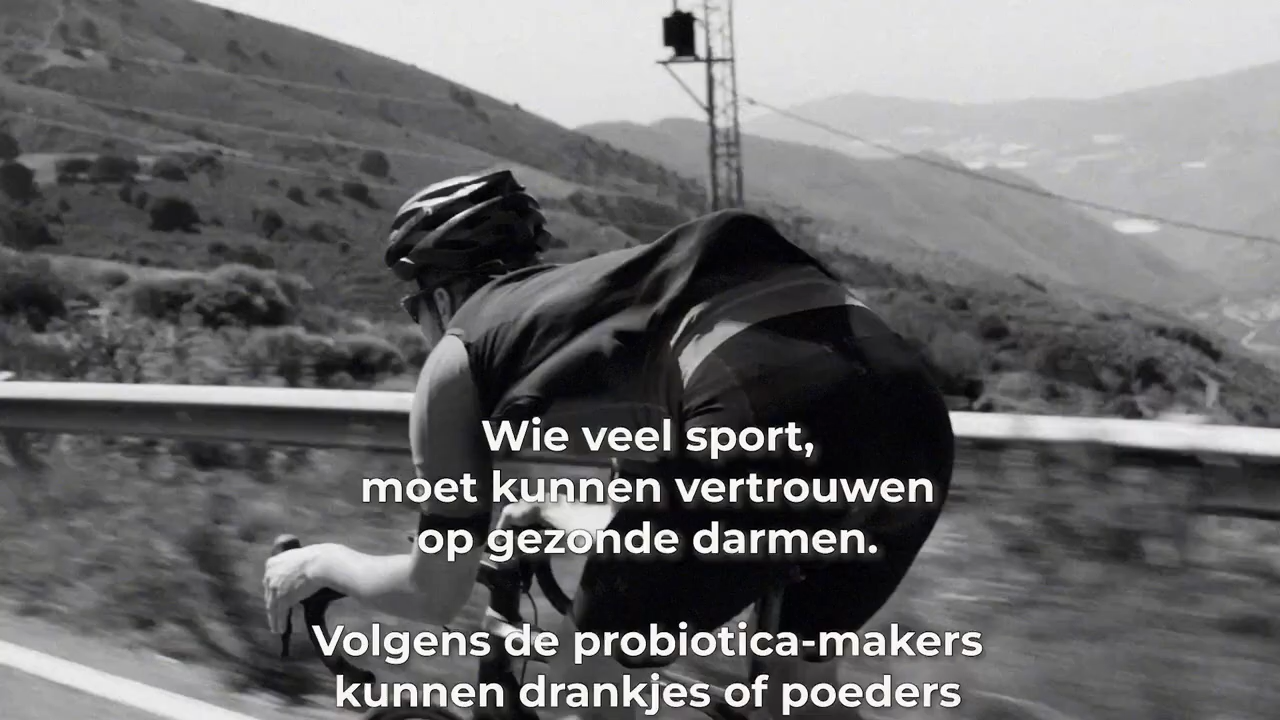 Wie veel sport,
moet kunnen vertrouwen
op gezonde darmen.
Volgens de probiotica-makers
kunnen drankjes of poeders